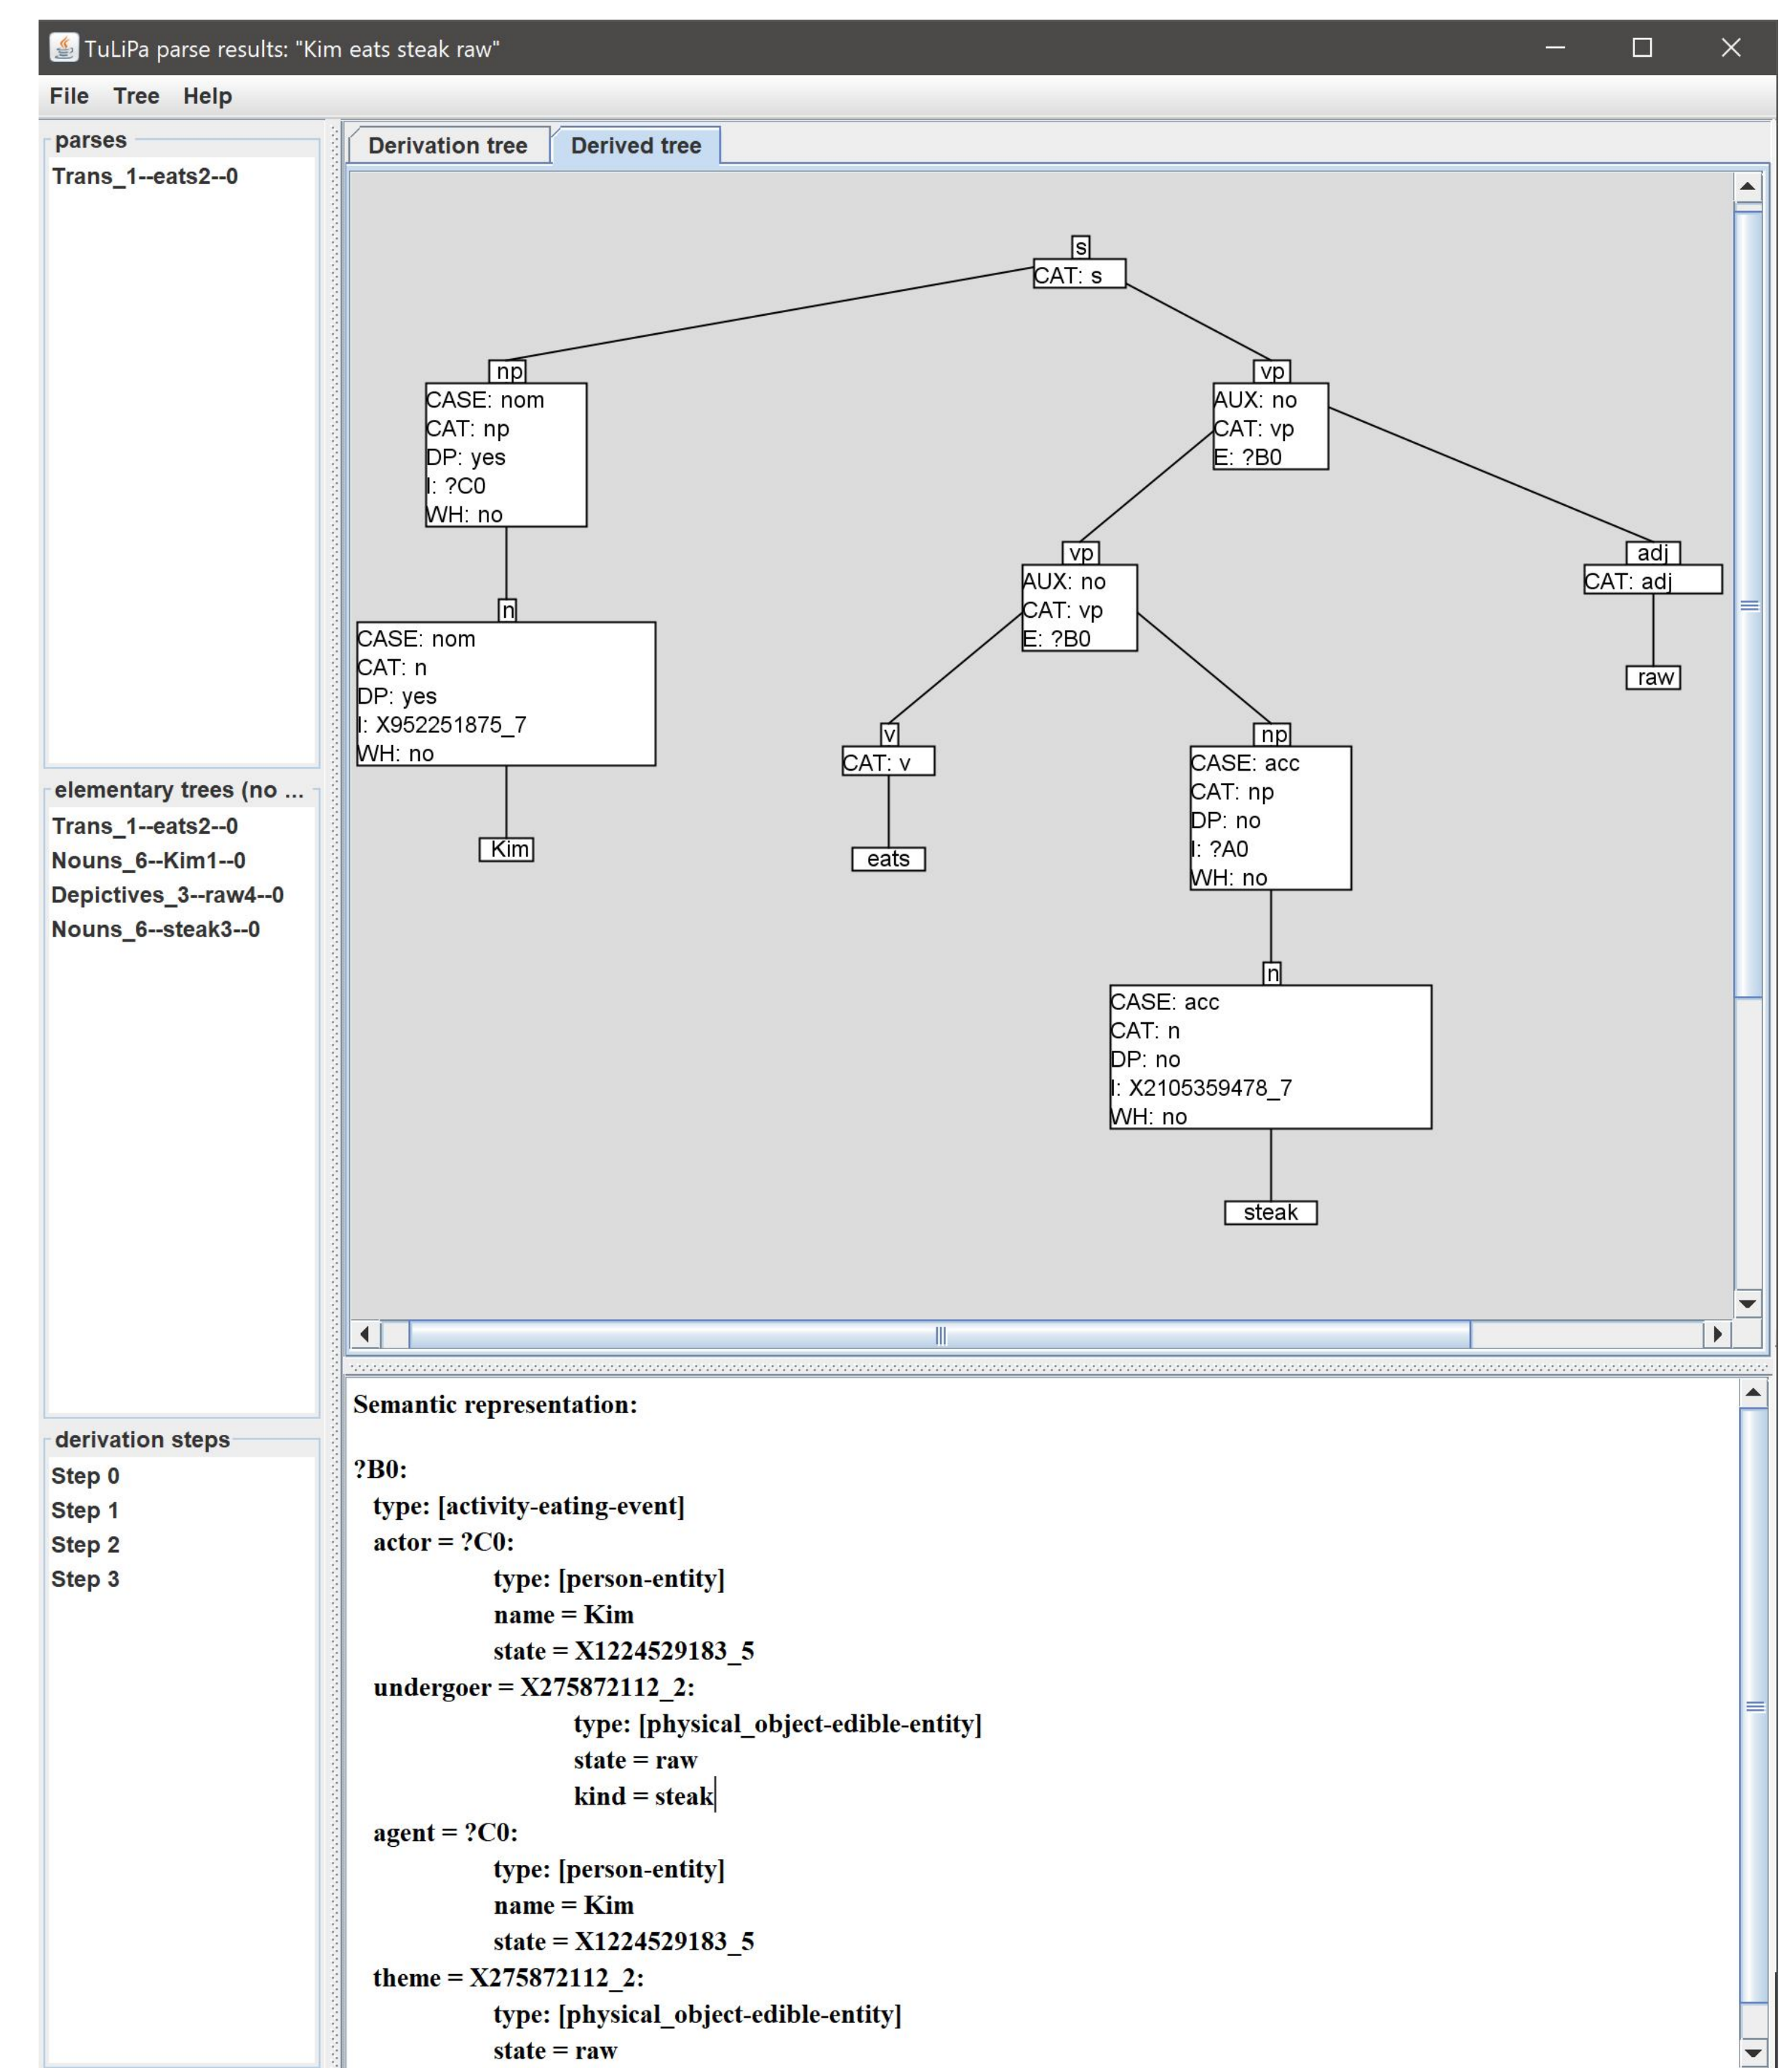 TuLiPa parse results: "Kim eats steak raw"
File Tree Help
parses
Trans_1--eats2--0
elementary trees (no ...
Trans_1--eats2--0
Nouns_6--Kim1--0
Depictives_3--raw4--0
Nouns_6--steak3--0
derivation steps
Step 0
Step 1
Step 2
Step 3
Derivation tree Derived tree
s
CAT: s
np
CASE: nom
CAT: np
DP: yes
I: ?C0
WH: no
n
CASE: nom
CAT: n
DP: yes
I: X952251875_7
WH: no
Kim
vp
AUX: no
CAT: vp
E: ?B0
vp
AUX: no
CAT: vp
E: ?B0
v
CAT: v
eats
np
CASE: acc
CAT: np
DP: no
I: ?A0
WH: no
n
CASE: acc
CAT: n
DP: no
I: X2105359478_7
WH: no
steak
adj
CAT: adj
raw
Semantic representation:
?B0:
type: [activity-eating-event]
actor = ?C0:
type: [person-entity]
name = Kim
state = X1224529183_5
undergoer = X275872112_2:
type: [physical_object-edible-entity]
state = raw
kind = steak
agent = ?C0:
type: [person-entity]
name = Kim
state = X1224529183_5
theme = X275872112_2:
type: [physical_object-edible-entity]
state = raw